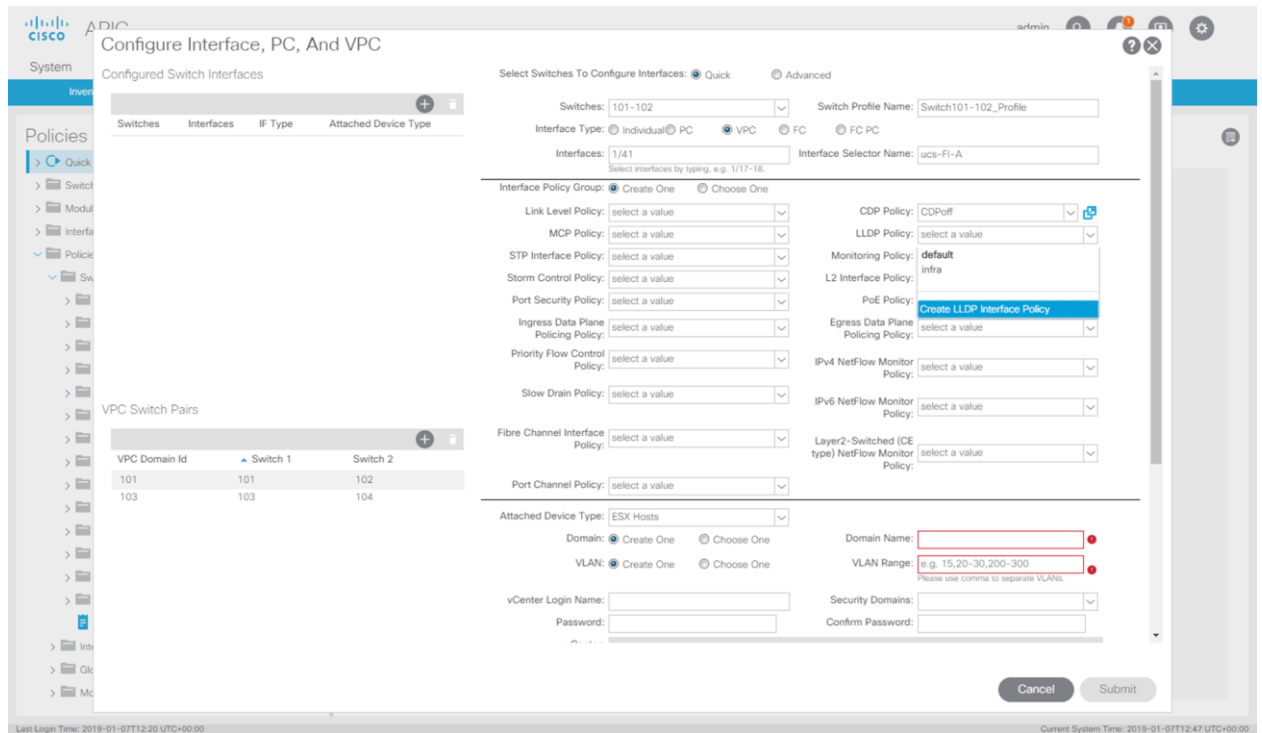 cisco APIC
admin
1
System
Inven
Policies
Quick
Switch
Modul
Interfa
Policie
Sw
Inte
Glo
Mo
Configure Interface, PC, And VPC
Configured Switch Interfaces
Switches Interfaces IF Type Attached Device Type
VPC Switch Pairs
VPC Domain Id Switch 1 Switch 2
101 101 102
103 103 104
Select Switches To Configure Interfaces: Quick Advanced
Switches: 101-102 Switch Profile Name: Switch101-102_Profile
Interface Type: Individual PC VPC FC FC PC
Interfaces: 1/41 Interface Selector Name: ucs-FI-A
Select interfaces by typing, e.g. 1/17-18.
Interface Policy Group: Create One Choose One
Link Level Policy: select a value CDP Policy: CDPoff
MCP Policy: select a value LLDP Policy: select a value
STP Interface Policy: select a value Monitoring Policy: default
infra
Storm Control Policy: select a value L2 Interface Policy:
Port Security Policy: select a value PoE Policy:
Create LLDP Interface Policy
Ingress Data Plane Policing Policy: select a value Egress Data Plane Policing Policy: select a value
Priority Flow Control Policy: select a value IPv4 NetFlow Monitor Policy: select a value
Slow Drain Policy: select a value IPv6 NetFlow Monitor Policy: select a value
Fibre Channel Interface Policy: select a value Layer2-Switched (CE type) NetFlow Monitor Policy: select a value
Port Channel Policy: select a value
Attached Device Type: ESX Hosts
Domain: Create One Choose One Domain Name:
VLAN: Create One Choose One VLAN Range: e.g. 15,20-30,200-300
Please use comma to separate VLANs.
vCenter Login Name: Security Domains:
Password: Confirm Password:
Cancel Submit
Last Login Time: 2019-01-07T12:20 UTC+00:00 Current System Time: 2019-01-07T12:47 UTC+00:00